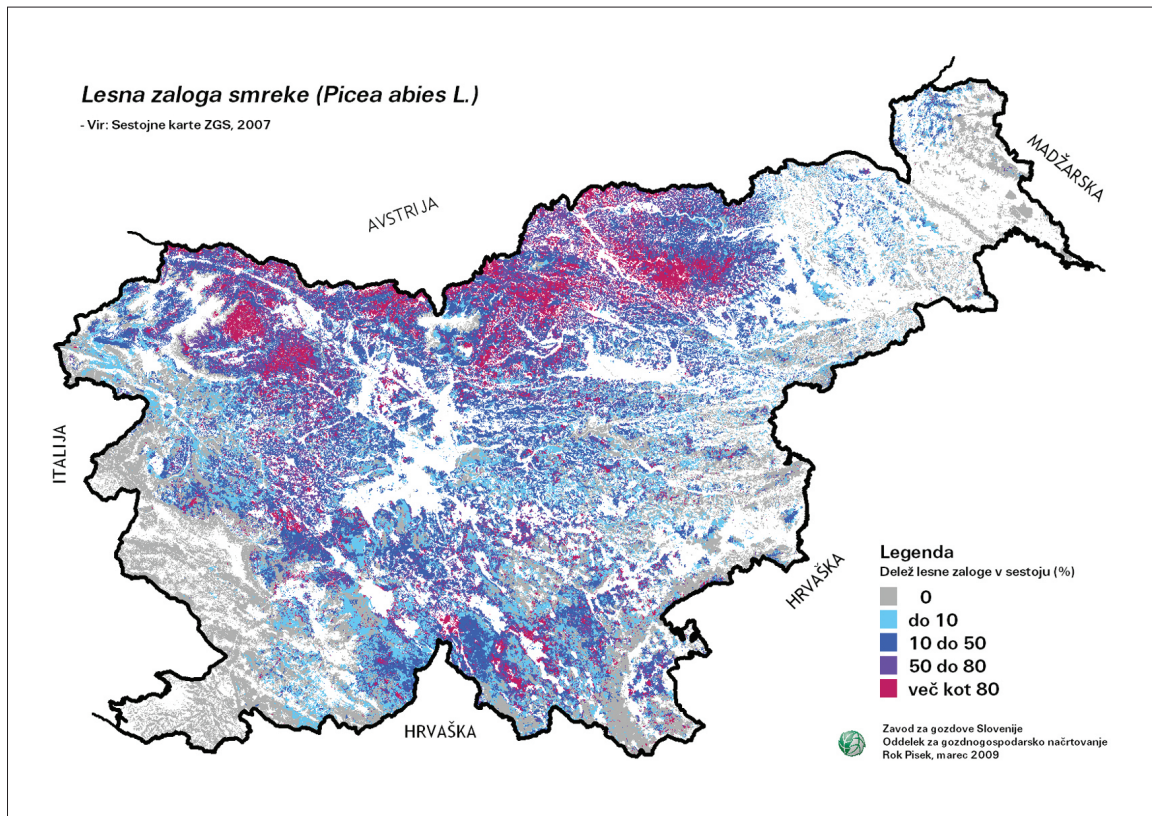 Lesna zaloga smreke (Picea abies L.)
- Vir: Sestojne karte ZGS, 2007
MADŽARSKA
AVSTRIJA
ITALIJA
HRVAŠKA
HRVAŠKA
Legenda
Delež lesne zaloge v sestoju (%)
0
do 10
10 do 50
50 do 80
več kot 80
Zavod za gozdove Slovenije
Oddelek za gozdnogospodarsko načrtovanje
Rok Pisek, marec 2009